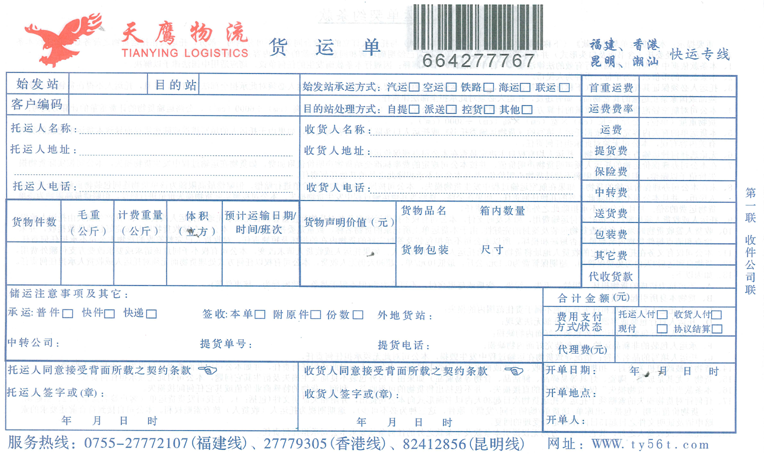 天鹰物流
TIANYING LOGISTICS
货运单
664277767
福建、香港
昆明、潮汕
快运专线
始发站 目的站 始发站承运方式:汽运□空运□铁路□海运□联运□ 首重运费
客户编码 目的站处理方式:自提□派送□控货□其他□ 运费费率
托运人名称: 收货人名称: 运费
托运人地址: 收货人地址: 提货费
保险费
托运人电话: 收货人电话: 中转费
货物件数 毛重(公斤) 计费重量(公斤) 体积(立方) 预计运输日期/时间/班次 货物声明价值(元) 货物品名 箱内数量 送货费
包装费
货物包装 尺寸 其它费
代收货款
储运注意事项及其它: 合计金额(元)
承运:普件□ 快件□ 快递□ 签收:本单□ 附原件□ 份数□ 外地货站: 费用支付方式/状态 托运人付□ 收货人付□
现付□ 协议结算□
中转公司: 提货单号: 提货电话: 代理费(元)
托运人同意接受背面所载之契约条款 收货人同意接受背面所载之契约条款 开单日期: 年 月 日 时
托运人签字或(章): 收货人签字或(章): 开单地点:
年 月 日 时 年 月 日 时 开单人:
第一联 收件公司联
服务热线:0755-27772107(福建线)、27779305(香港线)、82412856(昆明线) 网址:WWW.ty56t.com